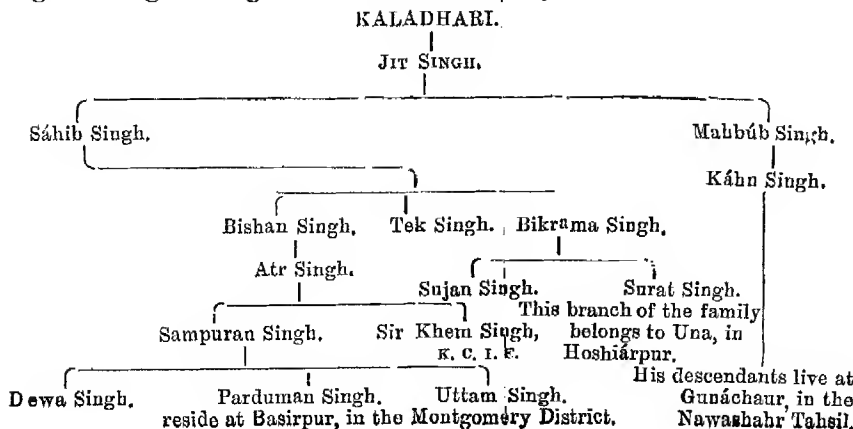 KALADHARI.
JIT SINGH.
Sáhib Singh. Mahbúb Singh.
Káhn Singh.
Bishan Singh. Tek Singh. Bikrama Singh.
Atr Singh.
Sujan Singh. Surat Singh.
This branch of the family
Sampuran Singh. Sir Khem Singh, belongs to Una, in
K. C. I. E. Hoshiárpur.
His descendants live at
Dewa Singh. Parduman Singh. Uttam Singh. Gunáchaur, in the
reside at Basirpur, in the Montgomery District. Nawashahr Tahsil.